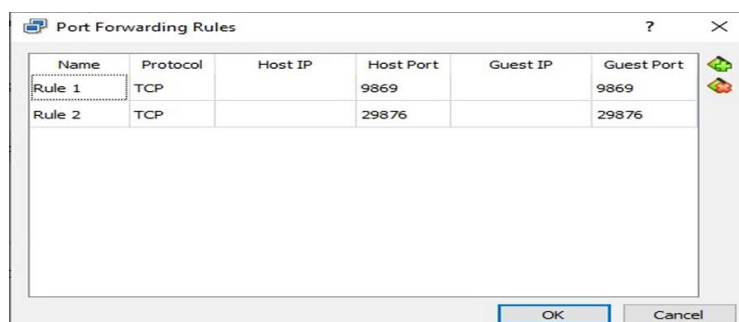 Port Forwarding Rules ? ×
Name Protocol Host IP Host Port Guest IP Guest Port
Rule 1 TCP 9869 9869
Rule 2 TCP 29876 29876
OK Cancel